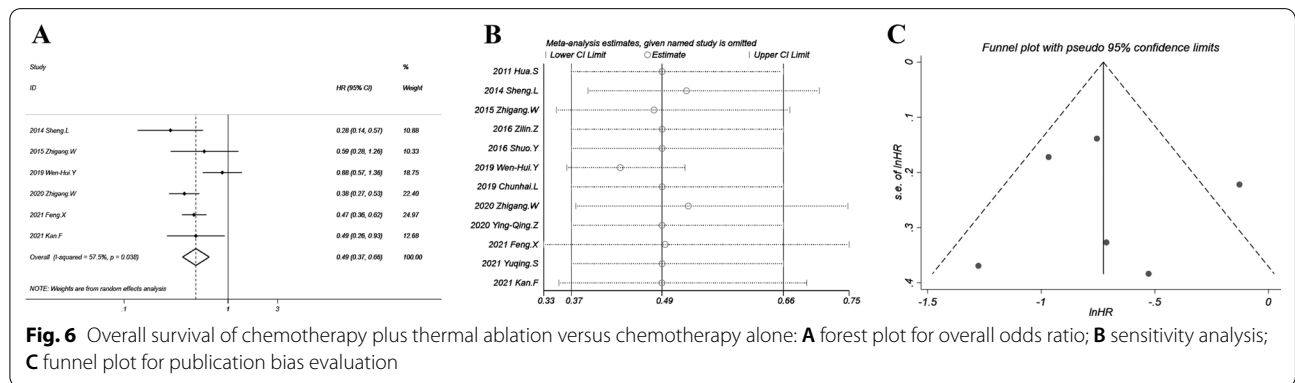 A
Study
%
ID
HR (95% CI)
Weight
2014 Sheng.L
0.28 (0.14, 0.57)
10.88
2015 Zhigang.W
0.59 (0.28, 1.26)
10.33
2019 Wen-Hui.Y
0.88 (0.57, 1.36)
18.75
2020 Zhigang.W
0.38 (0.27, 0.53)
22.40
2021 Feng.X
0.47 (0.36, 0.62)
24.97
2021 Kan.F
0.49 (0.26, 0.93)
12.68
Overall (I-squared = 57.5%, p = 0.038)
0.49 (0.37, 0.66)
100.00
NOTE: Weights are from random effects analysis
.1
1
3
B
Meta-analysis estimates, given named study is omitted
Lower CI Limit
Estimate
Upper CI Limit
2011 Hua.S
2014 Sheng.L
2015 Zhigang.W
2016 Zilin.Z
2016 Shuo.Y
2019 Wen-Hui.Y
2019 Chunhai.L
2020 Zhigang.W
2020 Ying-Qing.Z
2021 Feng.X
2021 Yuqing.S
2021 Kan.F
0.33 0.37 0.49 0.66 0.75
C
Funnel plot with pseudo 95% confidence limits
s.e. of lnHR
0
.1
.2
.3
.4
-1.5 -1 -.5 0
lnHR
Fig. 6 Overall survival of chemotherapy plus thermal ablation versus chemotherapy alone: A forest plot for overall odds ratio; B sensitivity analysis;
C funnel plot for publication bias evaluation